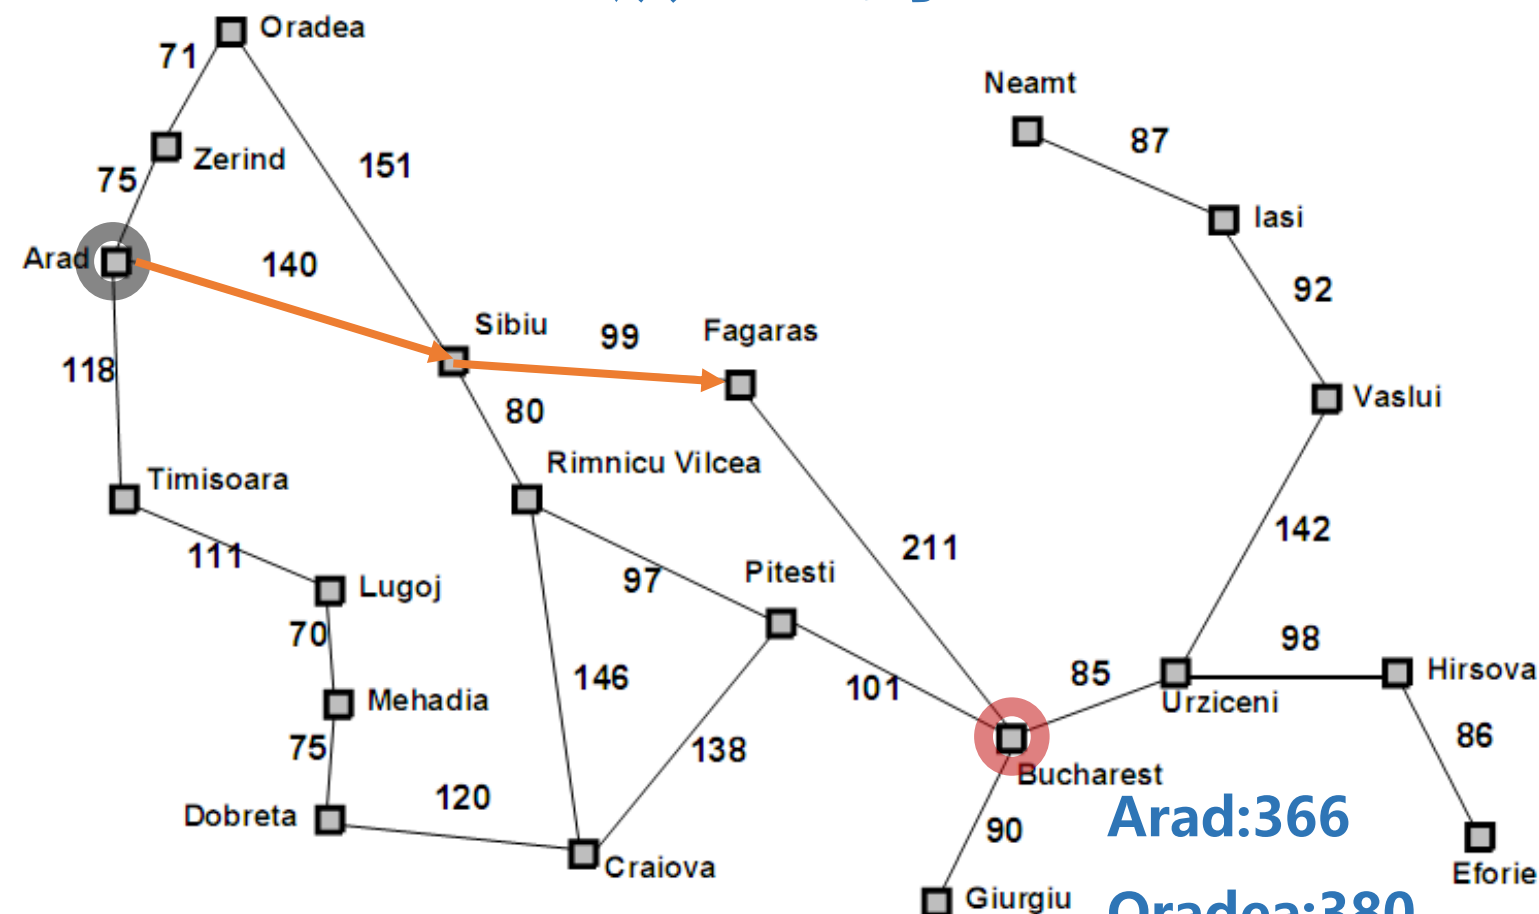 Oradea
71
Neamt
87
Zerind
151
75
Iasi
Arad
140
92
Sibiu
99
Fagaras
118
80
Vaslui
Rimnicu Vilcea
Timisoara
142
211
111
97
Pitesti
Lugoj
70
98
146
101
85
Hirsova
Mehadia
Urziceni
75
138
86
Bucharest
120
Dobreta
90
Arad:366
Craiova
Eforie
Giurgiu
Oradea:380